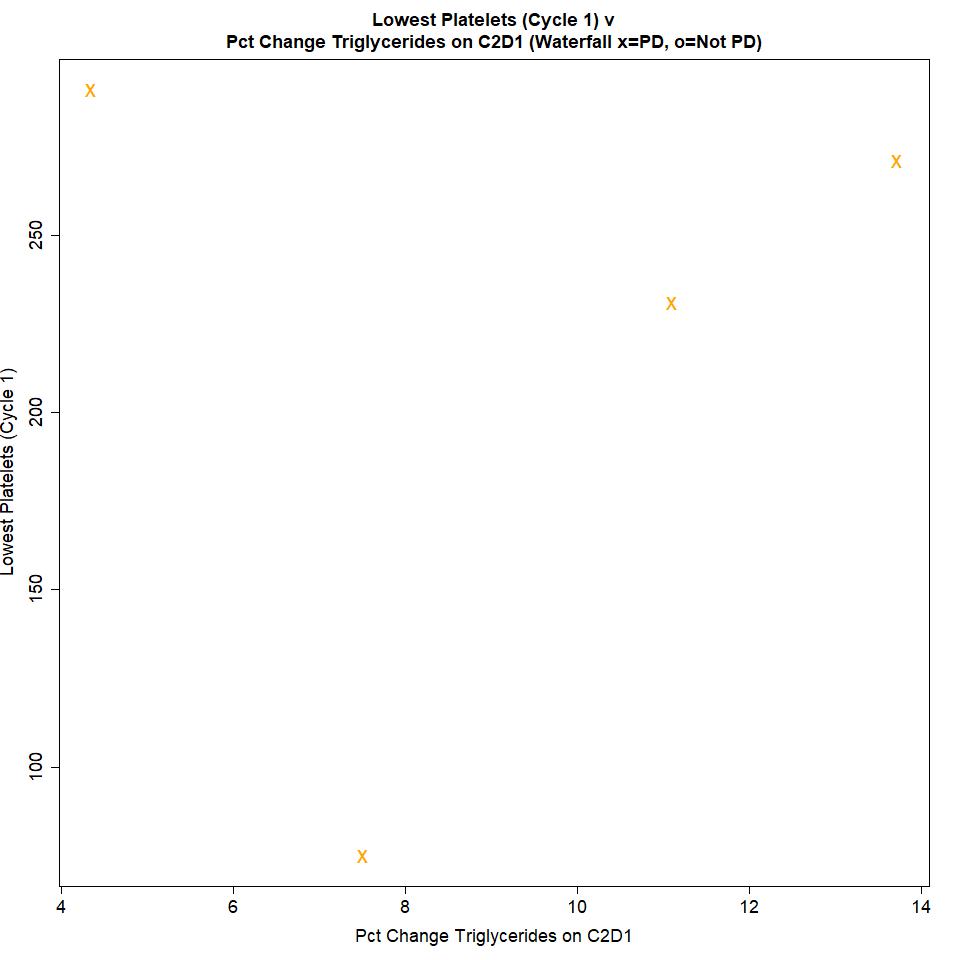 Lowest Platelets (Cycle 1) v
Pct Change Triglycerides on C2D1 (Waterfall x=PD, o=Not PD)
X
X
X
X
250
200
150
100
Lowest Platelets (Cycle 1)
4 6 8 10 12 14
Pct Change Triglycerides on C2D1